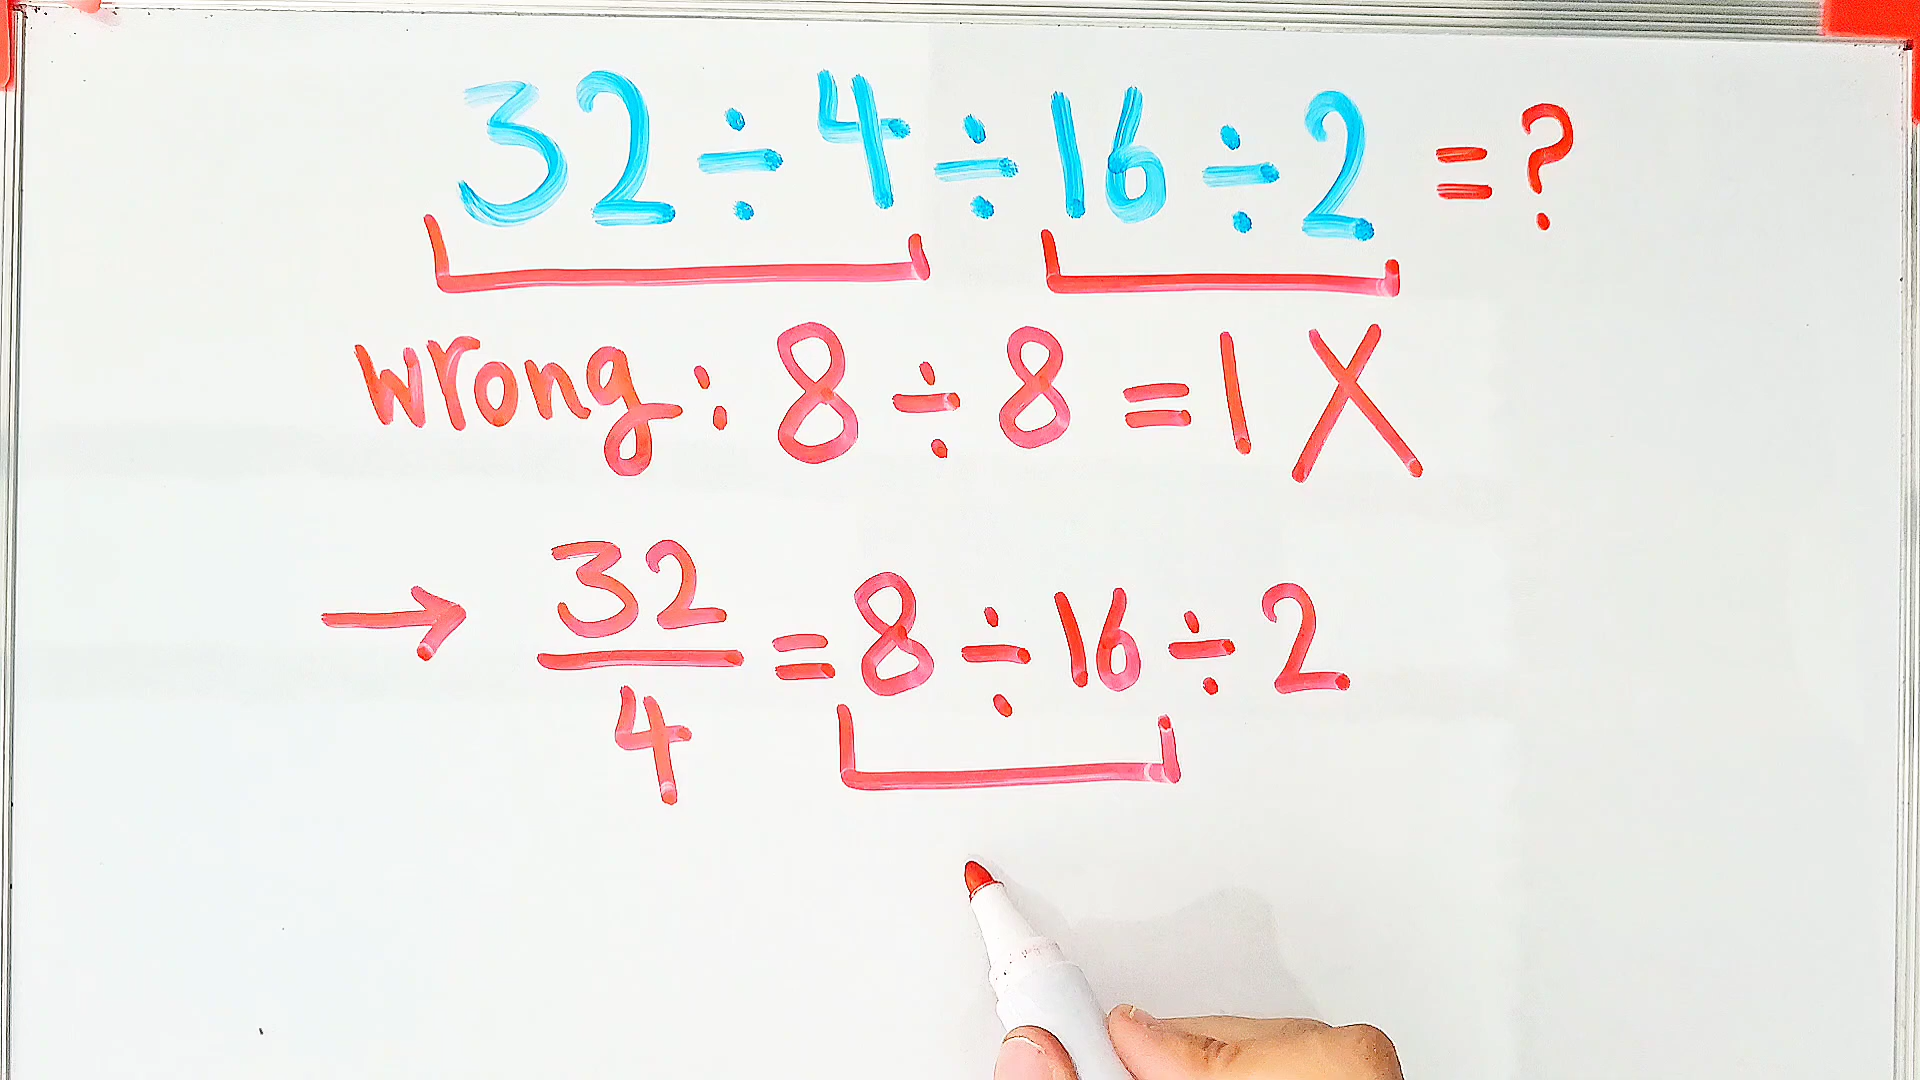 32 ÷ 4 ÷ 16 ÷ 2 = ?
wrong: 8 ÷ 8 = 1 X
→ 32/4 = 8 ÷ 16 ÷ 2